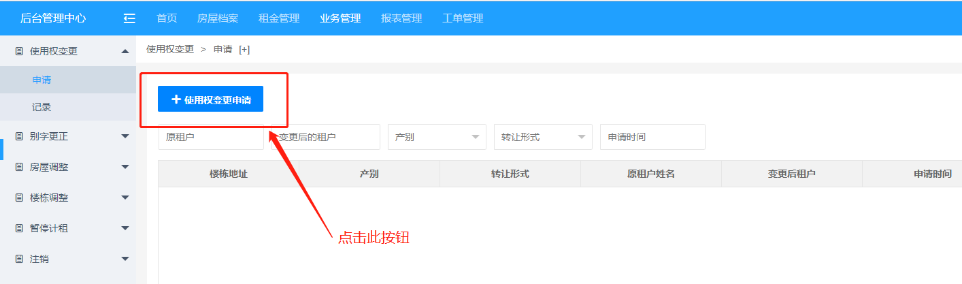 后台管理中心 首页 房屋档案 租金管理 业务管理 报表管理 工单管理
使用权变更
申请
记录
别字更正
房屋调整
楼栋调整
暂停计租
注销
使用权变更 > 申请 [+]
+ 使用权变更申请
原租户 变更后的租户 产别 转让形式 申请时间
楼栋地址 产别 转让形式 原租户姓名 变更后租户 申请时间
点击此按钮